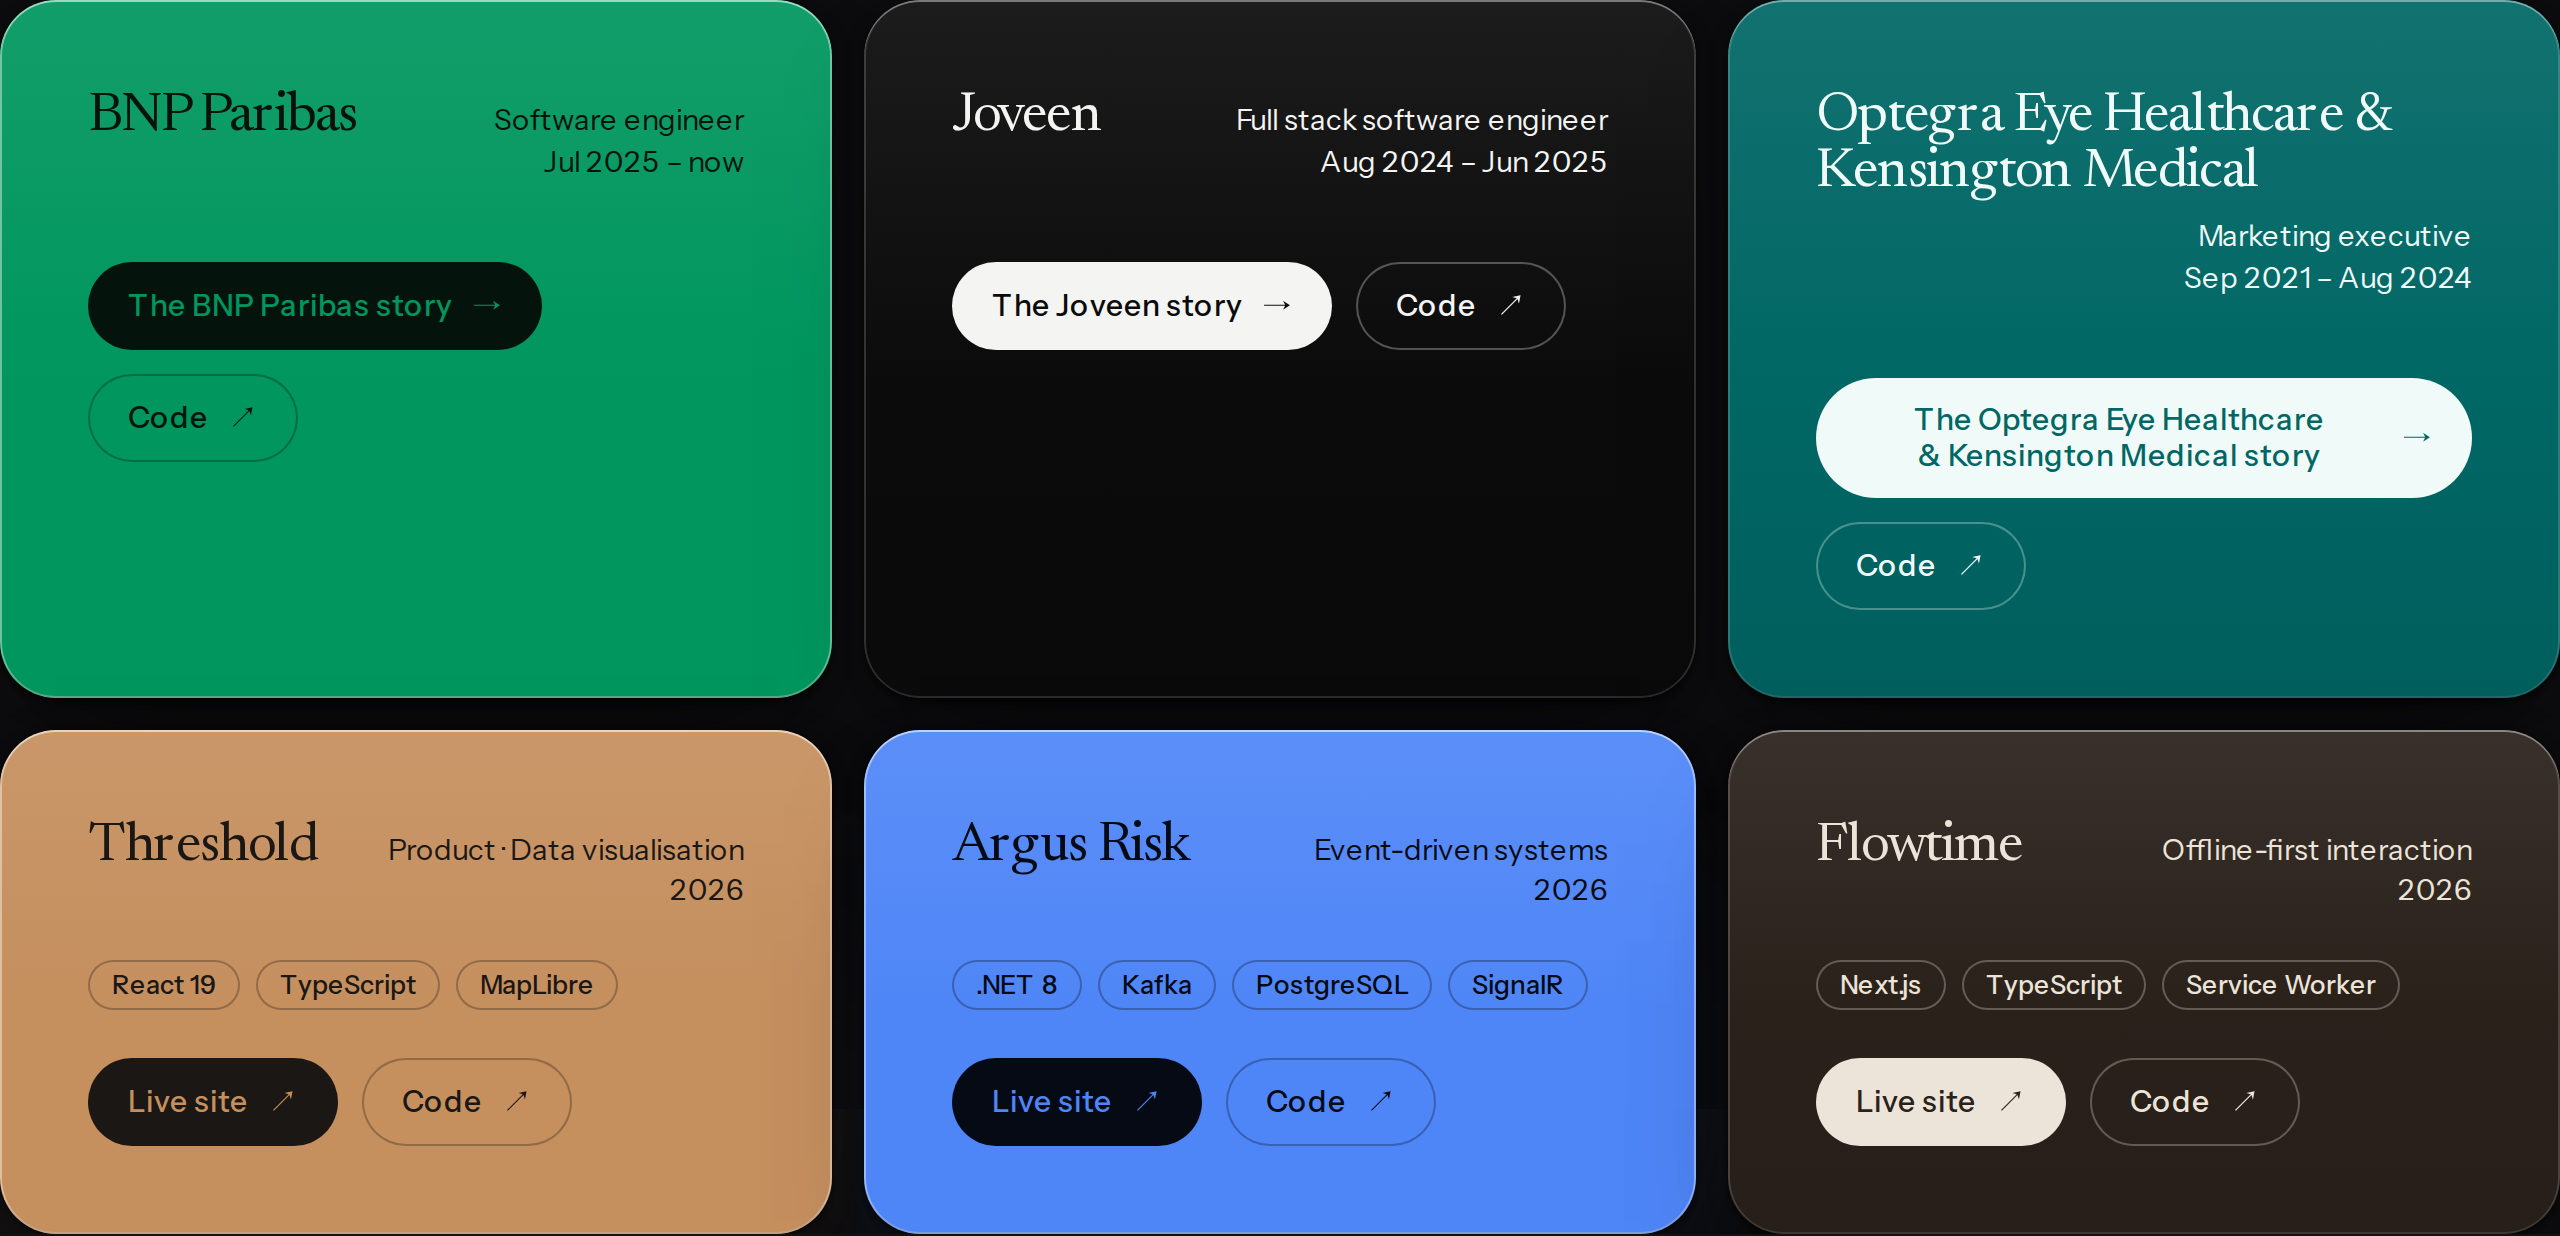 BNP Paribas
Software engineer
Jul 2025 – now
The BNP Paribas story →
Code ↗
Joveen
Full stack software engineer
Aug 2024 – Jun 2025
The Joveen story →
Code ↗
Optegra Eye Healthcare &
Kensington Medical
Marketing executive
Sep 2021 – Aug 2024
The Optegra Eye Healthcare
& Kensington Medical story →
Code ↗
Threshold
Product · Data visualisation
2026
React 19
TypeScript
MapLibre
Live site ↗
Code ↗
Argus Risk
Event-driven systems
2026
.NET 8
Kafka
PostgreSQL
SignalR
Live site ↗
Code ↗
Flowtime
Offline-first interaction
2026
Next.js
TypeScript
Service Worker
Live site ↗
Code ↗